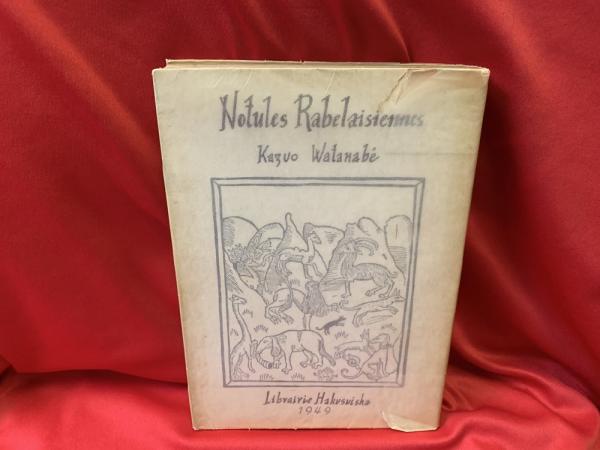 Notules Rabelaisiennes
Kazuo Watanabé
Librairie Hakusuisha
1949